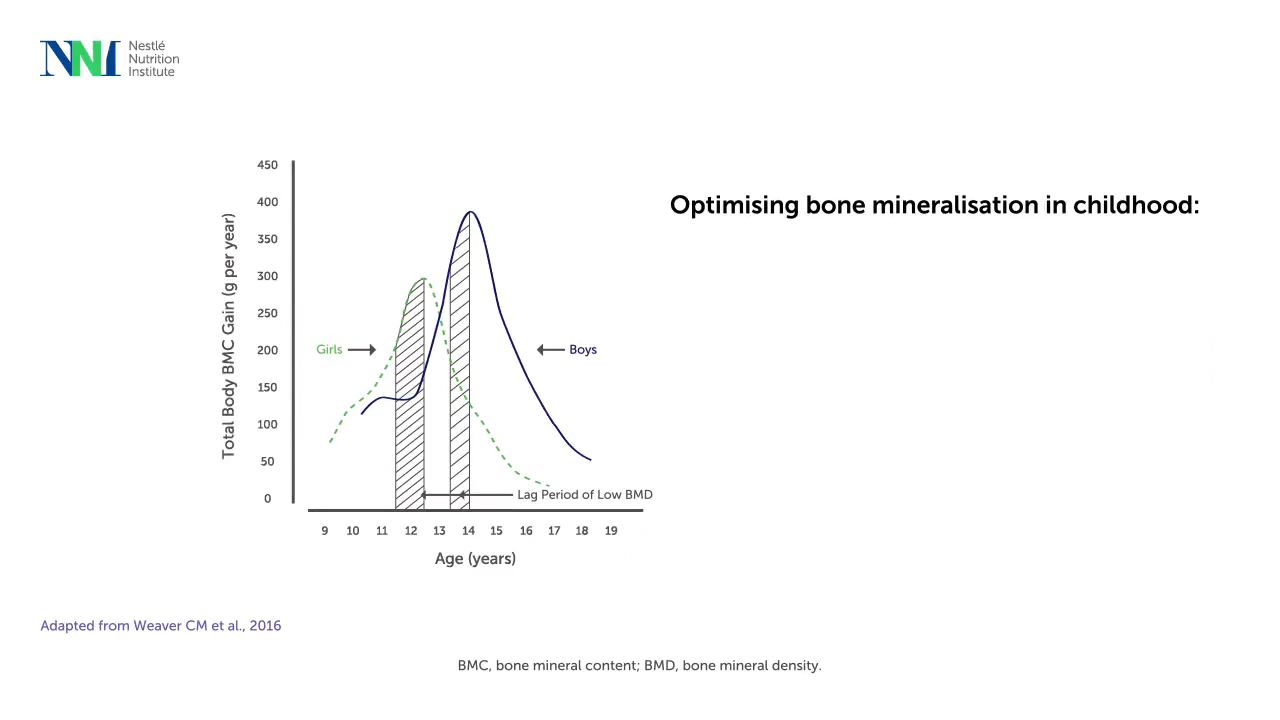 NNI
Nestlé
Nutrition
Institute
Optimising bone mineralisation in childhood:
Total Body BMC Gain (g per year)
450
400
350
300
250
200
150
100
50
0
Girls
Boys
Lag Period of Low BMD
9 10 11 12 13 14 15 16 17 18 19
Age (years)
Adapted from Weaver CM et al., 2016
BMC, bone mineral content; BMD, bone mineral density.